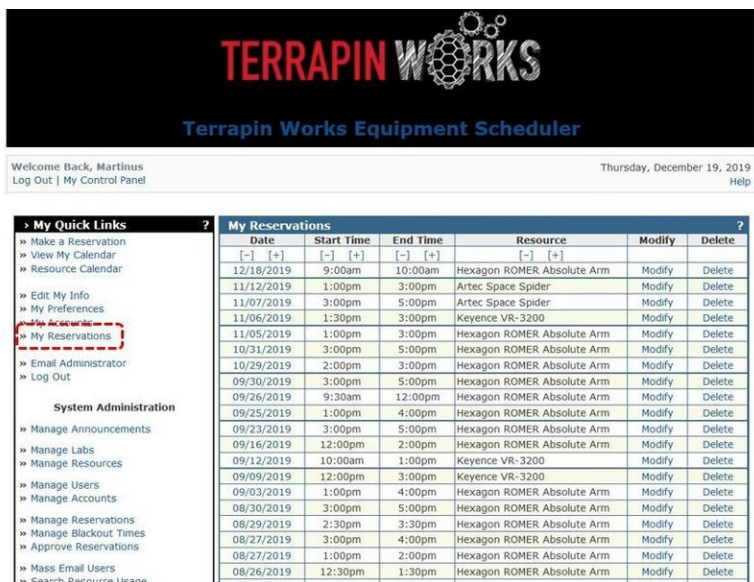 TERRAPIN WORKS
Terrapin Works Equipment Scheduler
Welcome Back, Martinus
Log Out | My Control Panel
Thursday, December 19, 2019
Help
› My Quick Links ?
» Make a Reservation
» View My Calendar
» Resource Calendar
» Edit My Info
» My Preferences
» My Accounts
» My Reservations
» Email Administrator
» Log Out
System Administration
» Manage Announcements
» Manage Labs
» Manage Resources
» Manage Users
» Manage Accounts
» Manage Reservations
» Manage Blackout Times
» Approve Reservations
» Mass Email Users
» Search Resource Usage
My Reservations ?
Date Start Time End Time Resource Modify Delete
[-] [+] [-] [+] [-] [+] [-] [+]
12/18/2019 9:00am 10:00am Hexagon ROMER Absolute Arm Modify Delete
11/12/2019 1:00pm 3:00pm Artec Space Spider Modify Delete
11/07/2019 3:00pm 5:00pm Artec Space Spider Modify Delete
11/06/2019 1:30pm 3:00pm Keyence VR-3200 Modify Delete
11/05/2019 1:00pm 3:00pm Hexagon ROMER Absolute Arm Modify Delete
10/31/2019 3:00pm 5:00pm Hexagon ROMER Absolute Arm Modify Delete
10/29/2019 2:00pm 3:00pm Hexagon ROMER Absolute Arm Modify Delete
09/30/2019 3:00pm 5:00pm Hexagon ROMER Absolute Arm Modify Delete
09/26/2019 9:30am 12:00pm Hexagon ROMER Absolute Arm Modify Delete
09/25/2019 1:00pm 4:00pm Hexagon ROMER Absolute Arm Modify Delete
09/23/2019 3:00pm 5:00pm Hexagon ROMER Absolute Arm Modify Delete
09/16/2019 12:00pm 2:00pm Hexagon ROMER Absolute Arm Modify Delete
09/12/2019 10:00am 1:00pm Keyence VR-3200 Modify Delete
09/09/2019 12:00pm 3:00pm Keyence VR-3200 Modify Delete
09/03/2019 1:00pm 4:00pm Hexagon ROMER Absolute Arm Modify Delete
08/30/2019 3:00pm 5:00pm Hexagon ROMER Absolute Arm Modify Delete
08/29/2019 2:30pm 3:30pm Hexagon ROMER Absolute Arm Modify Delete
08/27/2019 3:00pm 4:00pm Hexagon ROMER Absolute Arm Modify Delete
08/27/2019 1:00pm 2:00pm Hexagon ROMER Absolute Arm Modify Delete
08/26/2019 12:30pm 1:30pm Hexagon ROMER Absolute Arm Modify Delete